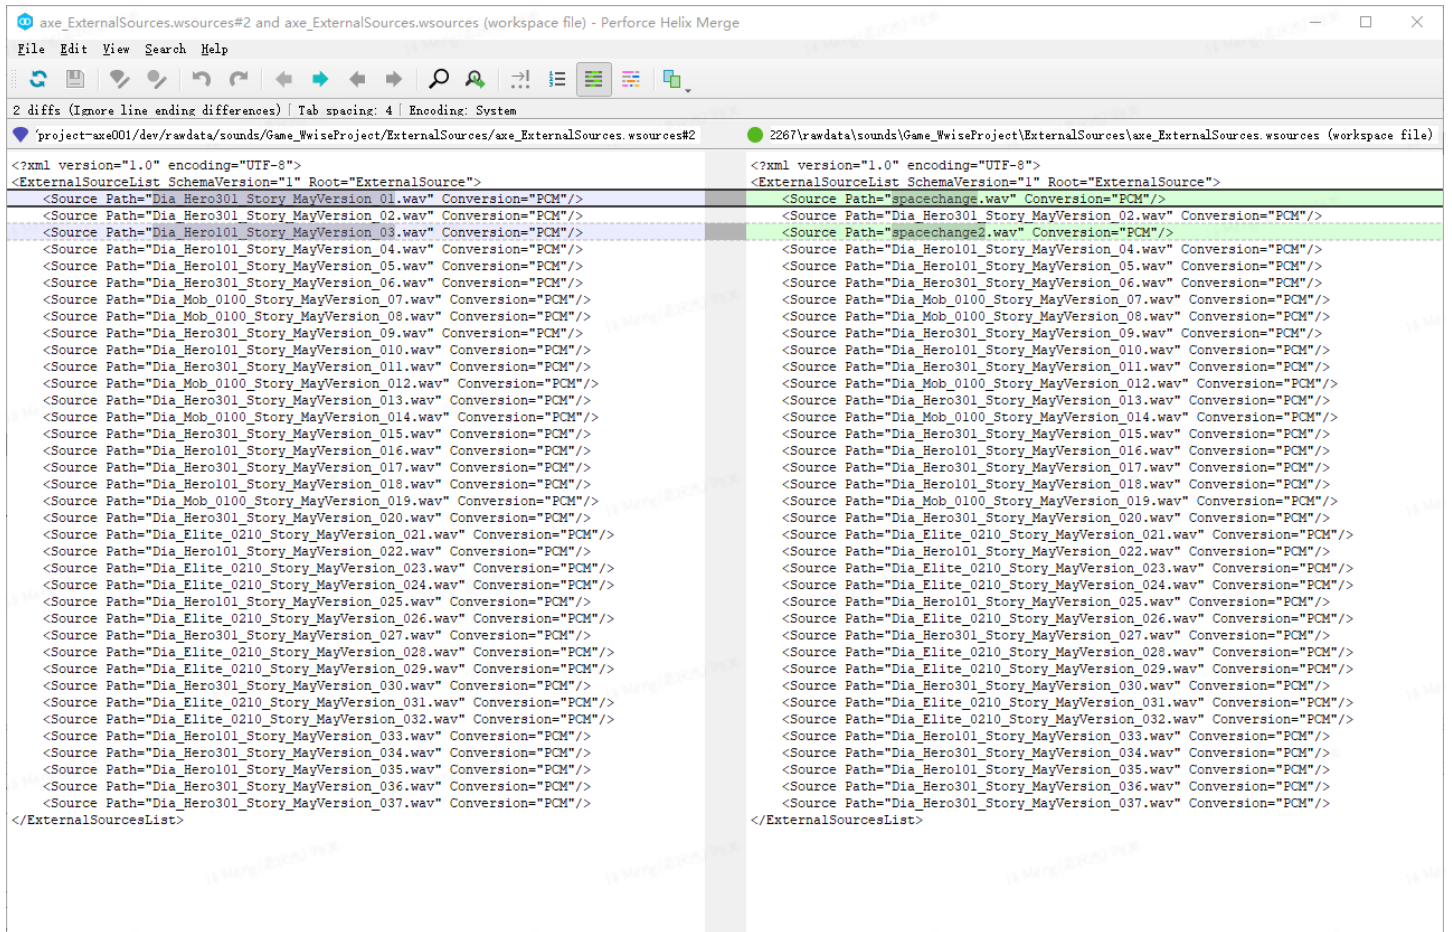 axe_ExternalSources.wsources#2 and axe_ExternalSources.wsources (workspace file) - Perforce Helix Merge
File Edit View Search Help
2 diffs (Ignore line ending differences) | Tab spacing: 4 | Encoding: System
'project-axe001/dev/rawdata/sounds/Game_WwiseProject/ExternalSources/axe_ExternalSources.wsources#2
<?xml version="1.0" encoding="UTF-8">
<ExternalSourceList SchemaVersion="1" Root="ExternalSource">
<Source Path="Dia_Hero301_Story_MayVersion_01.wav" Conversion="PCM"/>
<Source Path="Dia_Hero301_Story_MayVersion_02.wav" Conversion="PCM"/>
<Source Path="Dia_Hero101_Story_MayVersion_03.wav" Conversion="PCM"/>
<Source Path="Dia_Hero101_Story_MayVersion_04.wav" Conversion="PCM"/>
<Source Path="Dia_Hero101_Story_MayVersion_05.wav" Conversion="PCM"/>
<Source Path="Dia_Hero301_Story_MayVersion_06.wav" Conversion="PCM"/>
<Source Path="Dia_Mob_0100_Story_MayVersion_07.wav" Conversion="PCM"/>
<Source Path="Dia_Mob_0100_Story_MayVersion_08.wav" Conversion="PCM"/>
<Source Path="Dia_Hero301_Story_MayVersion_09.wav" Conversion="PCM"/>
<Source Path="Dia_Hero101_Story_MayVersion_010.wav" Conversion="PCM"/>
<Source Path="Dia_Hero301_Story_MayVersion_011.wav" Conversion="PCM"/>
<Source Path="Dia_Mob_0100_Story_MayVersion_012.wav" Conversion="PCM"/>
<Source Path="Dia_Hero301_Story_MayVersion_013.wav" Conversion="PCM"/>
<Source Path="Dia_Mob_0100_Story_MayVersion_014.wav" Conversion="PCM"/>
<Source Path="Dia_Hero301_Story_MayVersion_015.wav" Conversion="PCM"/>
<Source Path="Dia_Hero101_Story_MayVersion_016.wav" Conversion="PCM"/>
<Source Path="Dia_Hero301_Story_MayVersion_017.wav" Conversion="PCM"/>
<Source Path="Dia_Hero101_Story_MayVersion_018.wav" Conversion="PCM"/>
<Source Path="Dia_Mob_0100_Story_MayVersion_019.wav" Conversion="PCM"/>
<Source Path="Dia_Hero301_Story_MayVersion_020.wav" Conversion="PCM"/>
<Source Path="Dia_Elite_0210_Story_MayVersion_021.wav" Conversion="PCM"/>
<Source Path="Dia_Hero101_Story_MayVersion_022.wav" Conversion="PCM"/>
<Source Path="Dia_Elite_0210_Story_MayVersion_023.wav" Conversion="PCM"/>
<Source Path="Dia_Elite_0210_Story_MayVersion_024.wav" Conversion="PCM"/>
<Source Path="Dia_Hero101_Story_MayVersion_025.wav" Conversion="PCM"/>
<Source Path="Dia_Elite_0210_Story_MayVersion_026.wav" Conversion="PCM"/>
<Source Path="Dia_Hero301_Story_MayVersion_027.wav" Conversion="PCM"/>
<Source Path="Dia_Elite_0210_Story_MayVersion_028.wav" Conversion="PCM"/>
<Source Path="Dia_Elite_0210_Story_MayVersion_029.wav" Conversion="PCM"/>
<Source Path="Dia_Hero301_Story_MayVersion_030.wav" Conversion="PCM"/>
<Source Path="Dia_Elite_0210_Story_MayVersion_031.wav" Conversion="PCM"/>
<Source Path="Dia_Elite_0210_Story_MayVersion_032.wav" Conversion="PCM"/>
<Source Path="Dia_Hero101_Story_MayVersion_033.wav" Conversion="PCM"/>
<Source Path="Dia_Hero301_Story_MayVersion_034.wav" Conversion="PCM"/>
<Source Path="Dia_Hero101_Story_MayVersion_035.wav" Conversion="PCM"/>
<Source Path="Dia_Hero301_Story_MayVersion_036.wav" Conversion="PCM"/>
<Source Path="Dia_Hero301_Story_MayVersion_037.wav" Conversion="PCM"/>
</ExternalSourcesList>
2267\rawdata\sounds\Game_WwiseProject\ExternalSources\axe_ExternalSources.wsources (workspace file)
<?xml version="1.0" encoding="UTF-8">
<ExternalSourceList SchemaVersion="1" Root="ExternalSource">
<Source Path="spacechange.wav" Conversion="PCM"/>
<Source Path="Dia_Hero301_Story_MayVersion_02.wav" Conversion="PCM"/>
<Source Path="spacechange2.wav" Conversion="PCM"/>
<Source Path="Dia_Hero101_Story_MayVersion_04.wav" Conversion="PCM"/>
<Source Path="Dia_Hero101_Story_MayVersion_05.wav" Conversion="PCM"/>
<Source Path="Dia_Hero301_Story_MayVersion_06.wav" Conversion="PCM"/>
<Source Path="Dia_Mob_0100_Story_MayVersion_07.wav" Conversion="PCM"/>
<Source Path="Dia_Mob_0100_Story_MayVersion_08.wav" Conversion="PCM"/>
<Source Path="Dia_Hero301_Story_MayVersion_09.wav" Conversion="PCM"/>
<Source Path="Dia_Hero101_Story_MayVersion_010.wav" Conversion="PCM"/>
<Source Path="Dia_Hero301_Story_MayVersion_011.wav" Conversion="PCM"/>
<Source Path="Dia_Mob_0100_Story_MayVersion_012.wav" Conversion="PCM"/>
<Source Path="Dia_Hero301_Story_MayVersion_013.wav" Conversion="PCM"/>
<Source Path="Dia_Mob_0100_Story_MayVersion_014.wav" Conversion="PCM"/>
<Source Path="Dia_Hero301_Story_MayVersion_015.wav" Conversion="PCM"/>
<Source Path="Dia_Hero101_Story_MayVersion_016.wav" Conversion="PCM"/>
<Source Path="Dia_Hero301_Story_MayVersion_017.wav" Conversion="PCM"/>
<Source Path="Dia_Hero101_Story_MayVersion_018.wav" Conversion="PCM"/>
<Source Path="Dia_Mob_0100_Story_MayVersion_019.wav" Conversion="PCM"/>
<Source Path="Dia_Hero301_Story_MayVersion_020.wav" Conversion="PCM"/>
<Source Path="Dia_Elite_0210_Story_MayVersion_021.wav" Conversion="PCM"/>
<Source Path="Dia_Hero101_Story_MayVersion_022.wav" Conversion="PCM"/>
<Source Path="Dia_Elite_0210_Story_MayVersion_023.wav" Conversion="PCM"/>
<Source Path="Dia_Elite_0210_Story_MayVersion_024.wav" Conversion="PCM"/>
<Source Path="Dia_Hero101_Story_MayVersion_025.wav" Conversion="PCM"/>
<Source Path="Dia_Elite_0210_Story_MayVersion_026.wav" Conversion="PCM"/>
<Source Path="Dia_Hero301_Story_MayVersion_027.wav" Conversion="PCM"/>
<Source Path="Dia_Elite_0210_Story_MayVersion_028.wav" Conversion="PCM"/>
<Source Path="Dia_Elite_0210_Story_MayVersion_029.wav" Conversion="PCM"/>
<Source Path="Dia_Hero301_Story_MayVersion_030.wav" Conversion="PCM"/>
<Source Path="Dia_Elite_0210_Story_MayVersion_031.wav" Conversion="PCM"/>
<Source Path="Dia_Elite_0210_Story_MayVersion_032.wav" Conversion="PCM"/>
<Source Path="Dia_Hero101_Story_MayVersion_033.wav" Conversion="PCM"/>
<Source Path="Dia_Hero301_Story_MayVersion_034.wav" Conversion="PCM"/>
<Source Path="Dia_Hero101_Story_MayVersion_035.wav" Conversion="PCM"/>
<Source Path="Dia_Hero301_Story_MayVersion_036.wav" Conversion="PCM"/>
<Source Path="Dia_Hero301_Story_MayVersion_037.wav" Conversion="PCM"/>
</ExternalSourcesList>